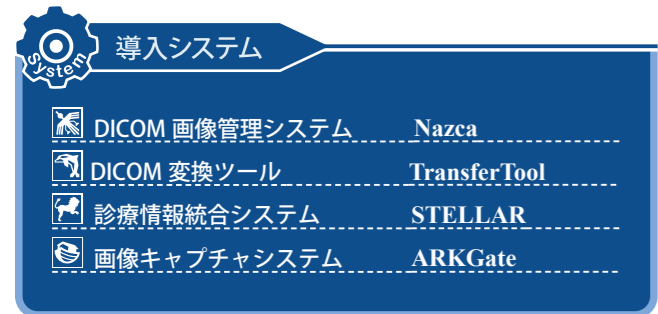 System
導入システム
DICOM 画像管理システム Nazca
DICOM 変換ツール TransferTool
診療情報統合システム STELLAR
画像キャプチャシステム ARKGate